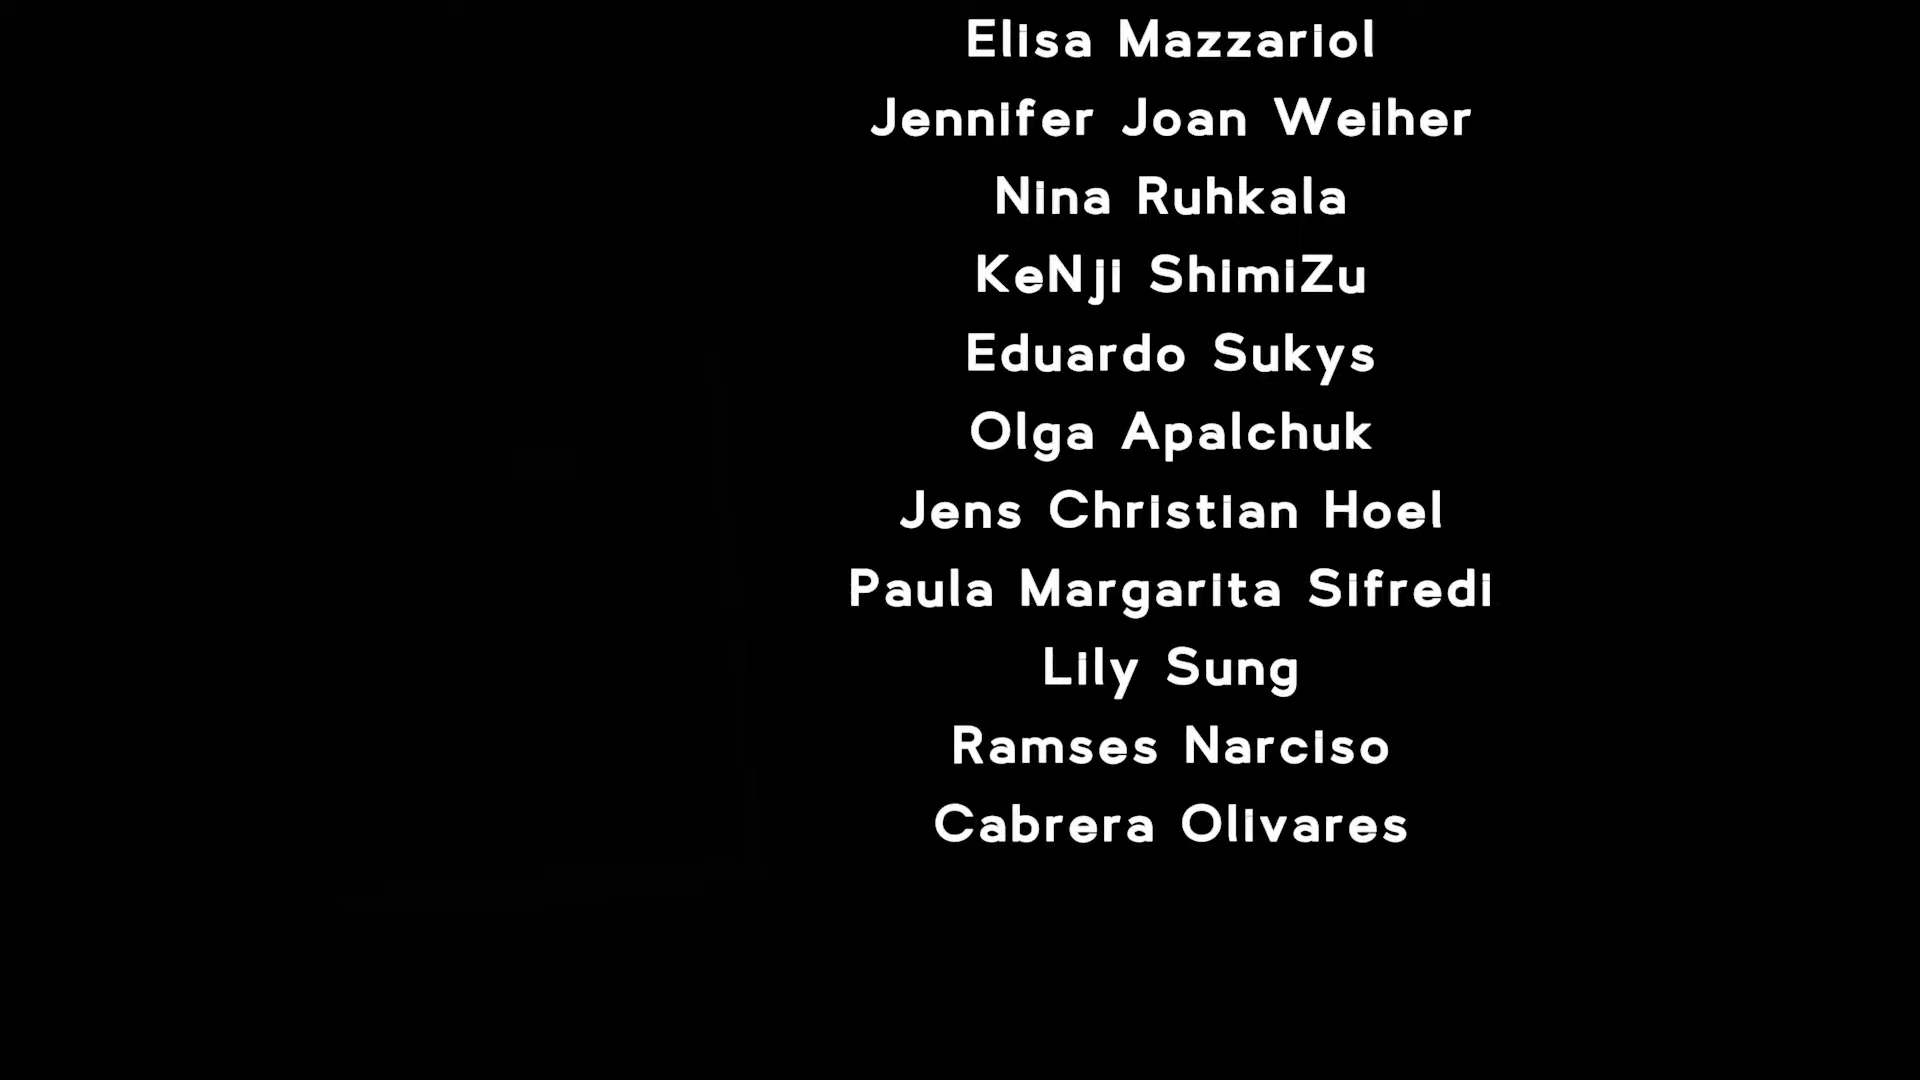 Elisa Mazzariol
Jennifer Joan Weiher
Nina Ruhkala
KeNji ShimiZu
Eduardo Sukys
Olga Apalchuk
Jens Christian Hoel
Paula Margarita Sifredi
Lily Sung
Ramses Narciso
Cabrera Olivares